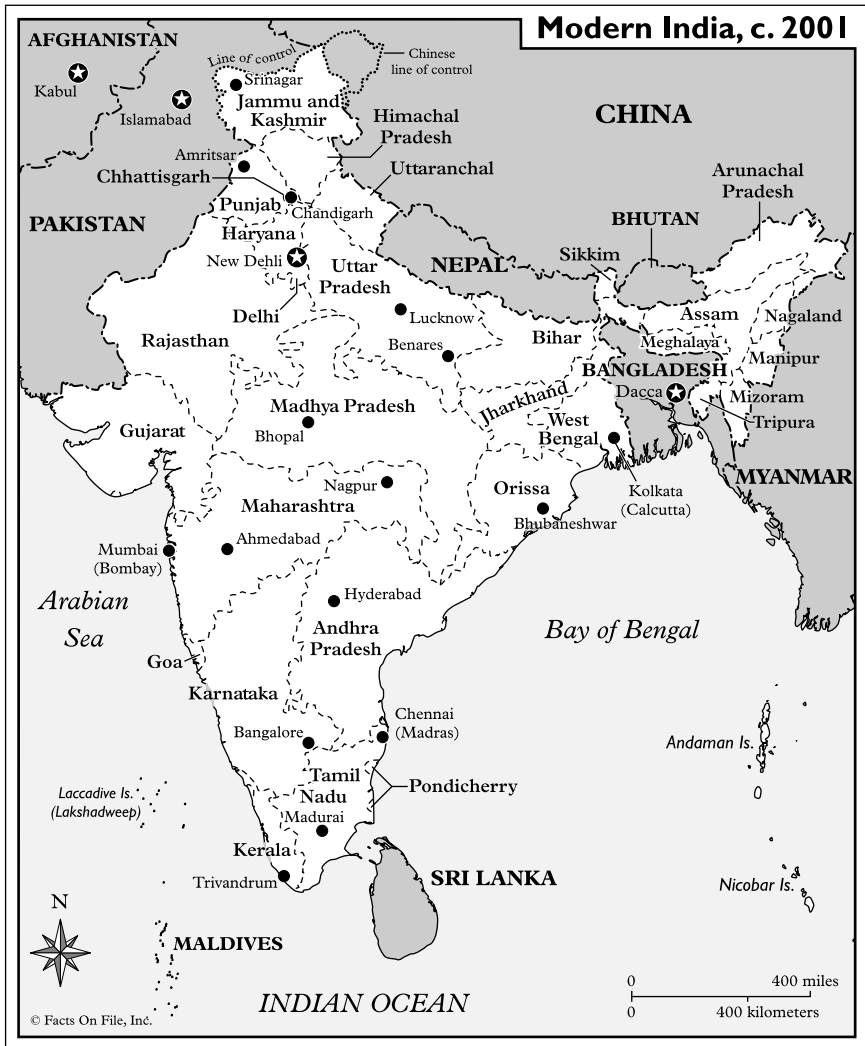 Modern India, c. 2001
AFGHANISTAN
Kabul
Islamabad
Line of control
Chinese
line of control
Srinagar
Jammu and
Kashmir
CHINA
Himachal
Pradesh
Amritsar
Chhattisgarh
Uttaranchal
Arunachal
Pradesh
PAKISTAN
Punjab
Chandigarh
BHUTAN
Haryana
New Dehli
Uttar
Pradesh
NEPAL
Sikkim
Delhi
Lucknow
Assam
Nagaland
Rajasthan
Benares
Bihar
Meghalaya
Manipur
BANGLADESH
Dacca
Jharkhand
Mizoram
Tripura
Madhya Pradesh
Bhopal
Gujarat
West
Bengal
MYANMAR
Nagpur
Orissa
Kolkata
(Calcutta)
Maharashtra
Bhubaneshwar
Mumbai
(Bombay)
Ahmedabad
Arabian
Sea
Hyderabad
Andhra
Pradesh
Bay of Bengal
Goa
Karnataka
Chennai
(Madras)
Bangalore
Andaman Is.
Tamil
Nadu
Pondicherry
Laccadive Is.
(Lakshadweep)
Madurai
Kerala
Trivandrum
SRI LANKA
Nicobar Is.
N
MALDIVES
INDIAN OCEAN
0 400 miles
0 400 kilometers
© Facts On File, Inc.